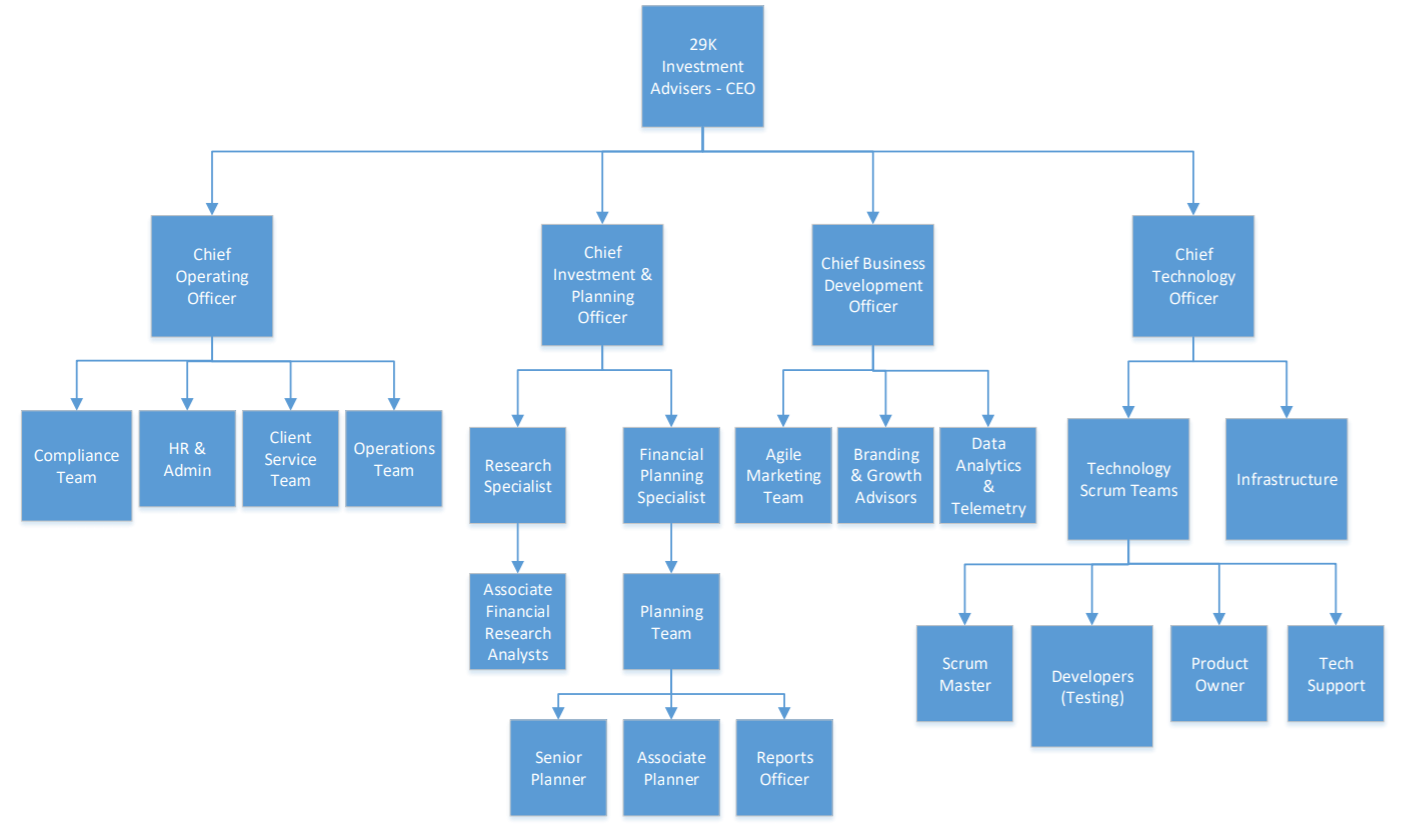 29K
Investment
Advisers - CEO
Chief
Operating
Officer
Chief
Investment &
Planning
Officer
Chief Business
Development
Officer
Chief
Technology
Officer
Compliance
Team
HR &
Admin
Client
Service
Team
Operations
Team
Research
Specialist
Financial
Planning
Specialist
Agile
Marketing
Team
Branding
& Growth
Advisors
Data
Analytics
&
Telemetry
Technology
Scrum Teams
Infrastructure
Associate
Financial
Research
Analysts
Planning
Team
Scrum
Master
Developers
(Testing)
Product
Owner
Tech
Support
Senior
Planner
Associate
Planner
Reports
Officer